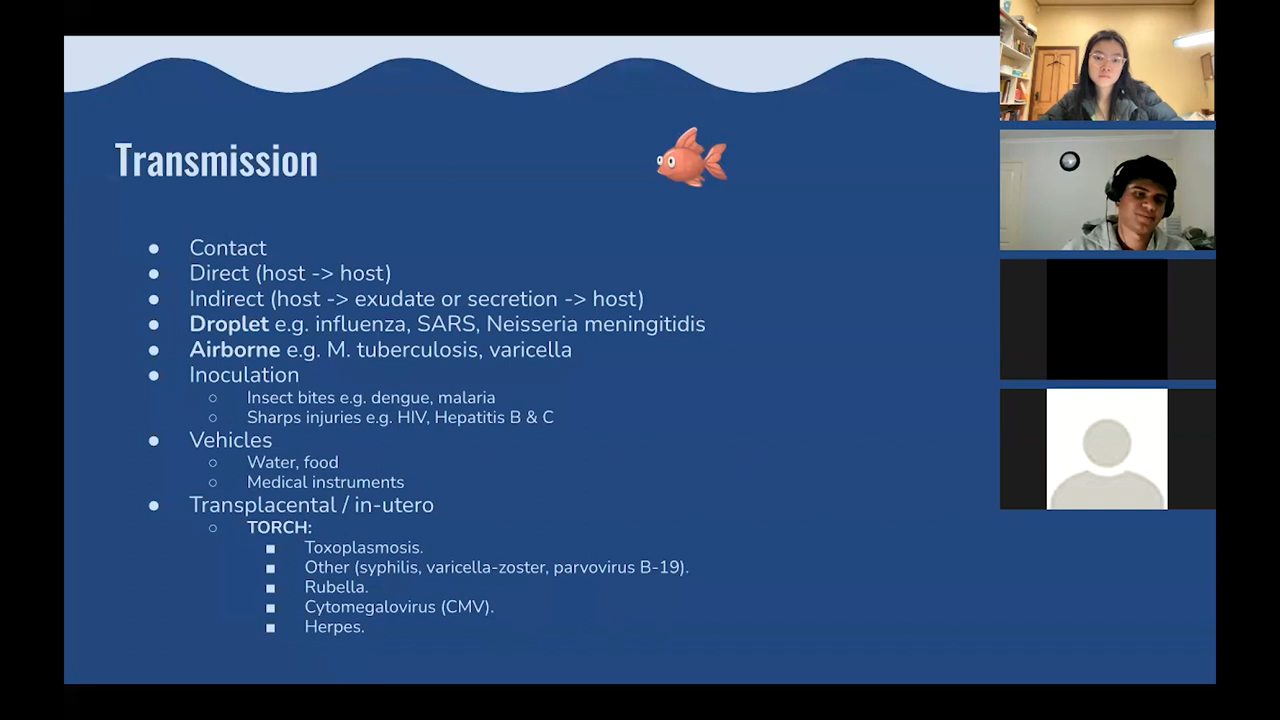 Transmission
● Contact
● Direct (host -> host)
● Indirect (host -> exudate or secretion -> host)
● Droplet e.g. influenza, SARS, Neisseria meningitidis
● Airborne e.g. M. tuberculosis, varicella
● Inoculation
○ Insect bites e.g. dengue, malaria
○ Sharps injuries e.g. HIV, Hepatitis B & C
● Vehicles
○ Water, food
○ Medical instruments
● Transplacental / in-utero
○ TORCH:
■ Toxoplasmosis.
■ Other (syphilis, varicella-zoster, parvovirus B-19).
■ Rubella.
■ Cytomegalovirus (CMV).
■ Herpes.